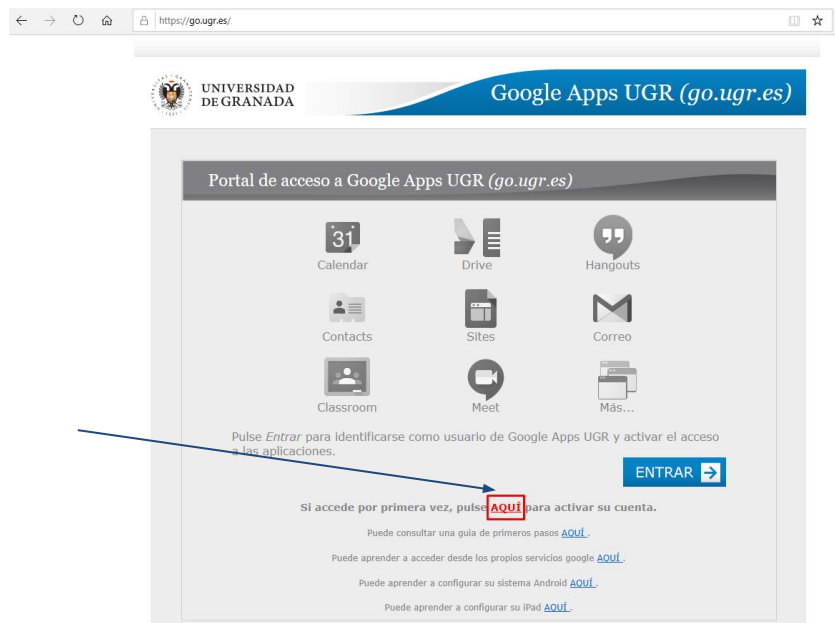 https://go.ugr.es/
UNIVERSIDAD
DE GRANADA
Google Apps UGR (go.ugr.es)
Portal de acceso a Google Apps UGR (go.ugr.es)
31
Calendar
Drive
Hangouts
Contacts
Sites
Correo
Classroom
Meet
Más...
Pulse Entrar para identificarse como usuario de Google Apps UGR y activar el acceso
a las aplicaciones.
ENTRAR
Si accede por primera vez, pulse AQUÍ para activar su cuenta.
Puede consultar una guia de primeros pasos AQUÍ .
Puede aprender a acceder desde los propios servicios google AQUÍ .
Puede aprender a configurar su sistema Android AQUÍ .
Puede aprender a configurar su iPad AQUÍ .